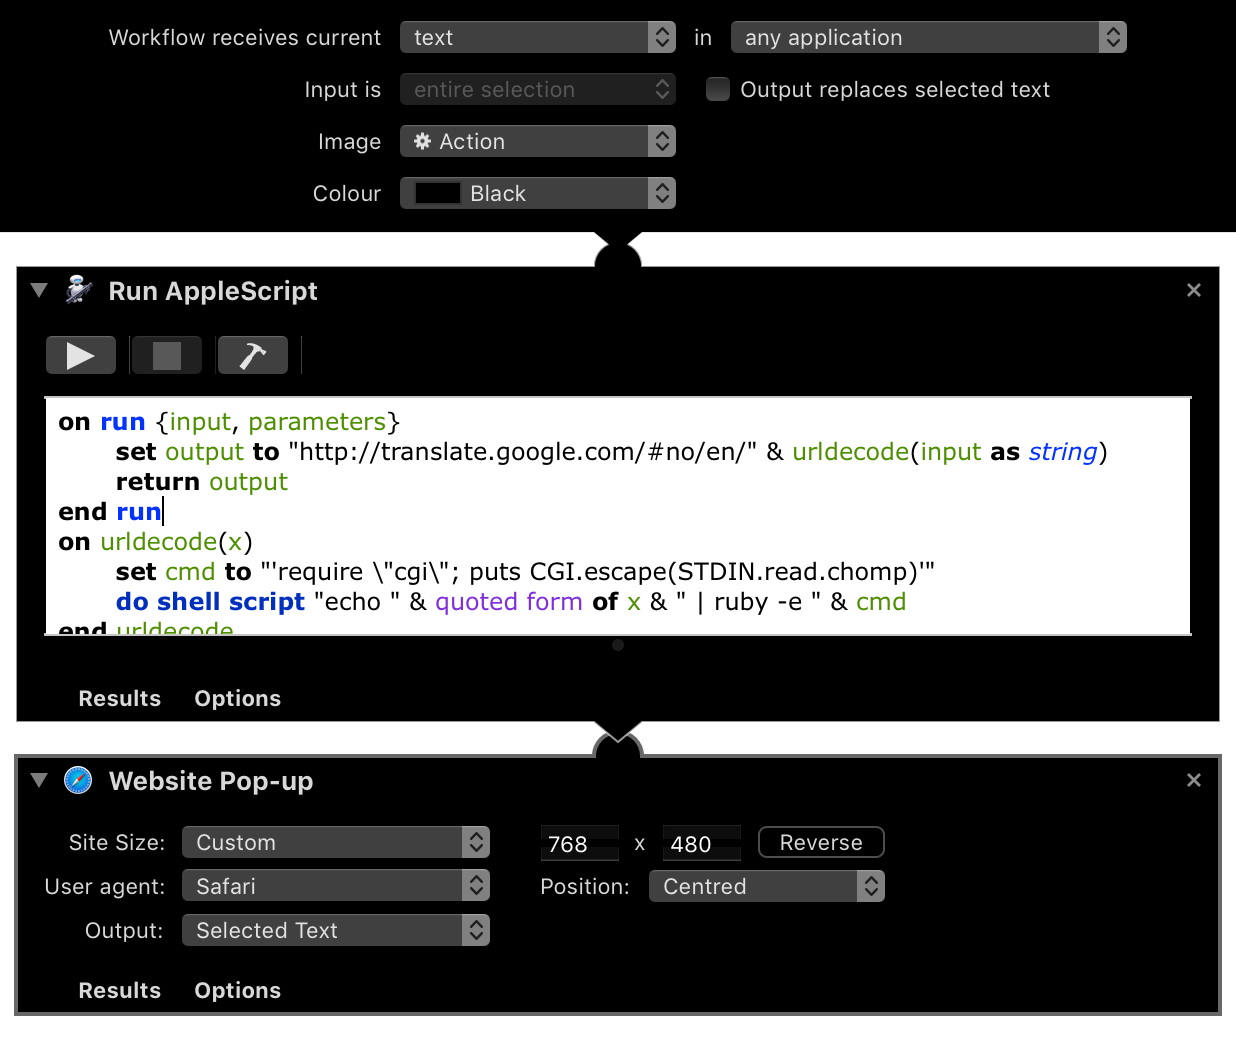 Workflow receives current text in any application
Input is entire selection Output replaces selected text
Image Action
Colour Black
Run AppleScript
on run {input, parameters}
set output to "http://translate.google.com/#no/en/" & urldecode(input as string)
return output
end run
on urldecode(x)
set cmd to "'require \"cgi\"; puts CGI.escape(STDIN.read.chomp)'"
do shell script "echo " & quoted form of x & " | ruby -e " & cmd
end urldecode
Results Options
Website Pop-up
Site Size: Custom 768 x 480 Reverse
User agent: Safari Position: Centred
Output: Selected Text
Results Options